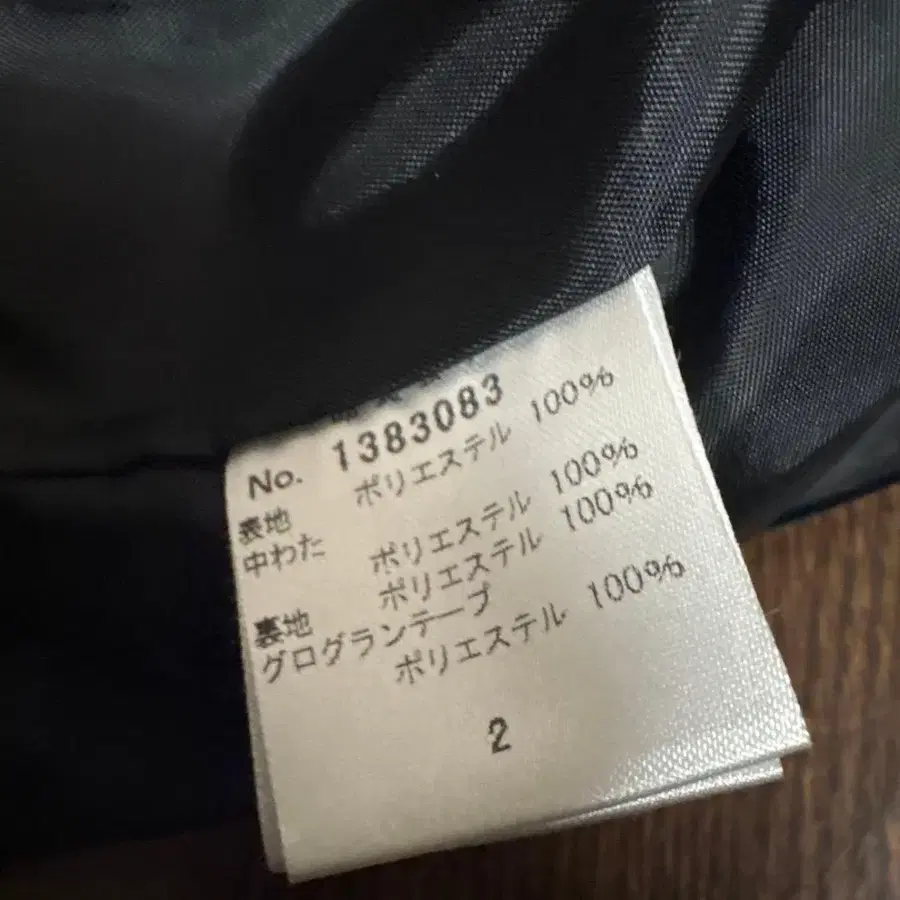 No. 1383083
表地 ポリエステル 100%
中わた
ポリエステル 100%
ポリエステル 100%
裏地
グログランテープ
ポリエステル 100%
2